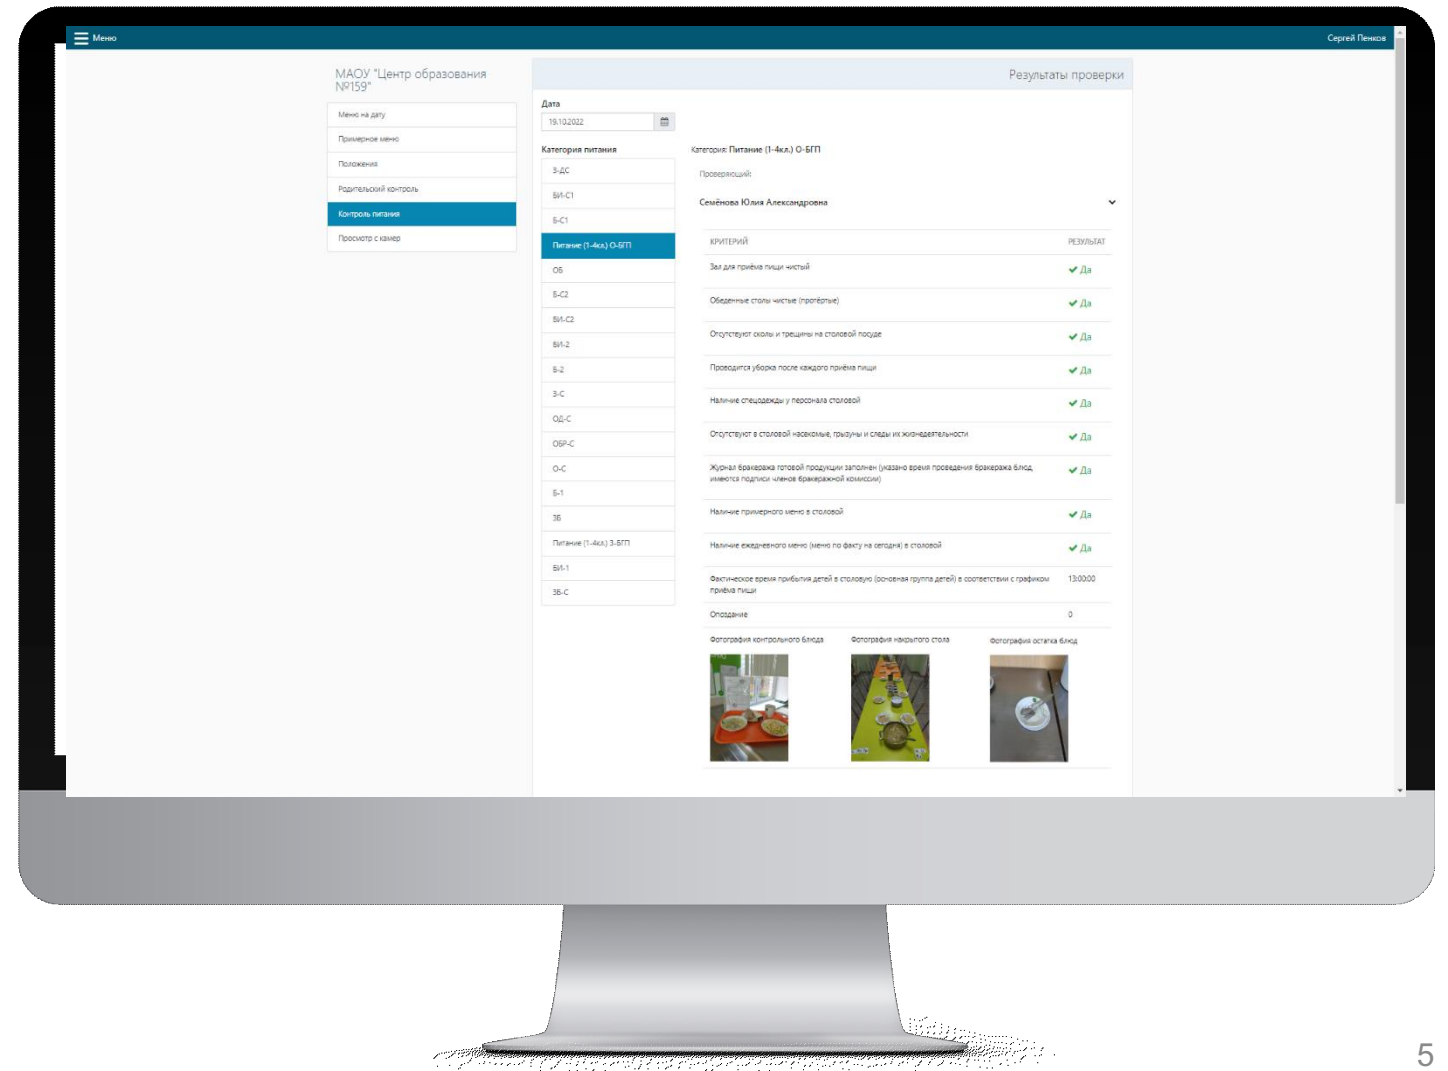 Меню
Сергей Пенков
МАОУ "Центр образования
№159"
Меню на дату
Примерное меню
Положения
Родительский контроль
Контроль питания
Просмотр с камер
Результаты проверки
Дата
19.10.2022
Категория питания
З-ДС
БИ-С1
Б-С1
Питание (1-4кл.) О-БГП
ОБ
Б-С2
БИ-С2
БИ-2
Б-2
З-С
ОД-С
ОБР-С
О-С
Б-1
ЗБ
Питание (1-4кл.) З-БГП
БИ-1
ЗБ-С
Категория: Питание (1-4кл.) О-БГП
Проверяющий:
Семёнова Юлия Александровна
КРИТЕРИЙ РЕЗУЛЬТАТ
Зал для приёма пищи чистый Да
Обеденные столы чистые (протёртые) Да
Отсутствуют сколы и трещины на столовой посуде Да
Проводится уборка после каждого приёма пищи Да
Наличие спецодежды у персонала столовой Да
Отсутствуют в столовой насекомые, грызуны и следы их жизнедеятельности Да
Журнал бракеража готовой продукции заполнен (указано время проведения бракеража блюд, Да
имеются подписи членов бракеражной комиссии)
Наличие примерного меню в столовой Да
Наличие ежедневного меню (меню по факту на сегодня) в столовой Да
Фактическое время прибытия детей в столовую (основная группа детей) в соответствии с графиком 13:00:00
приёма пищи
Опоздание 0
Фотография контрольного блюда Фотография накрытого стола Фотография остатка блюд
5